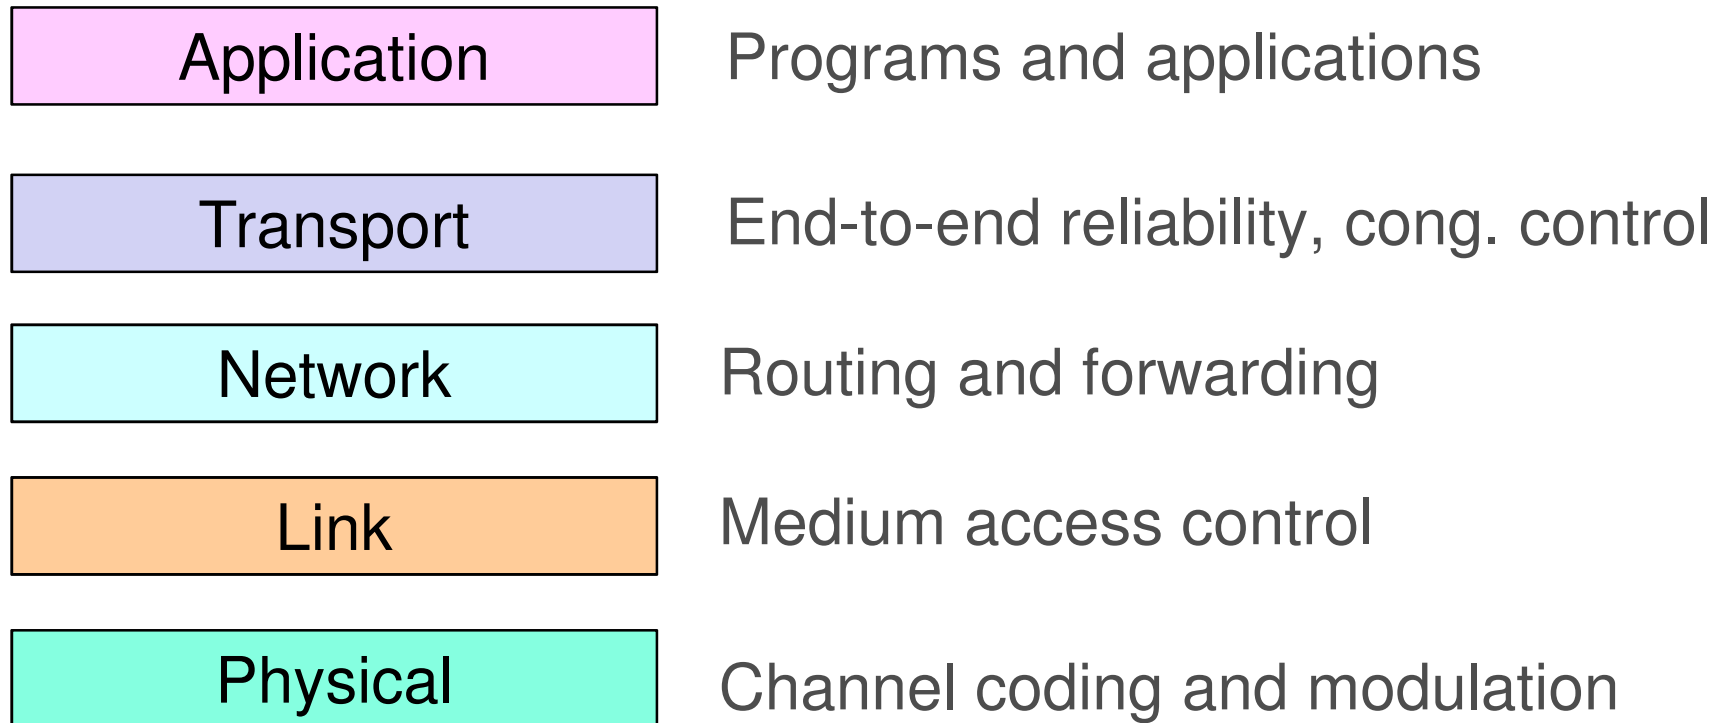 Application
Programs and applications
Transport
End-to-end reliability, cong. control
Network
Routing and forwarding
Link
Medium access control
Physical
Channel coding and modulation